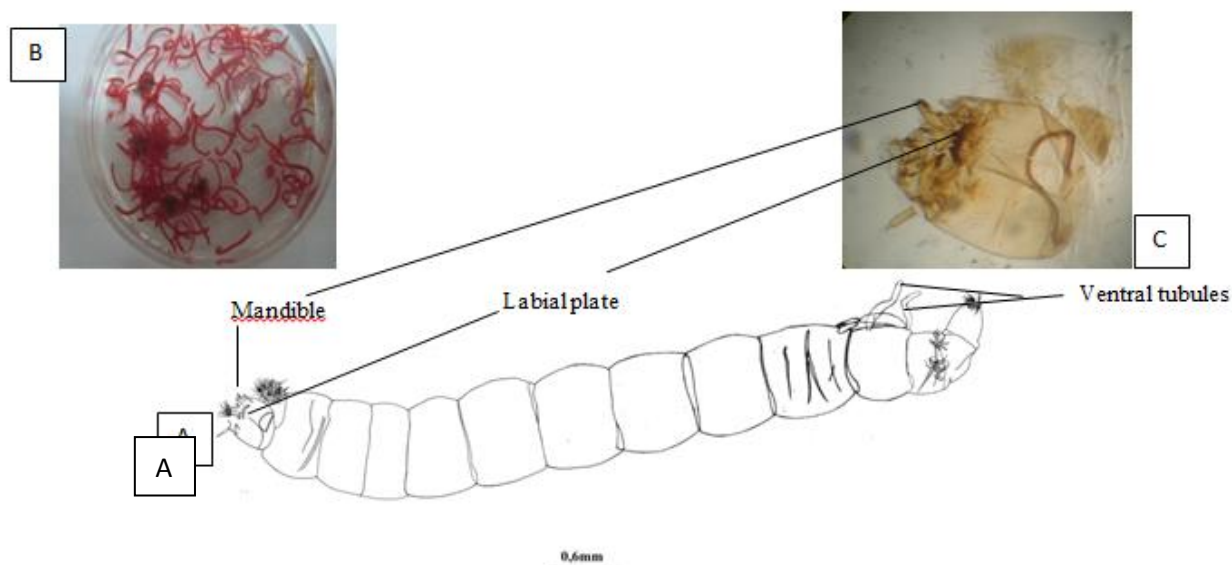 B
C
Mandible
Labial plate
Ventral tubules
A
A
0,6mm